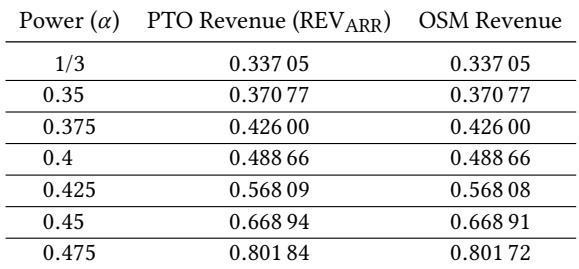 Power (α) PTO Revenue (REV_ARR) OSM Revenue
1/3 0.337 05 0.337 05
0.35 0.370 77 0.370 77
0.375 0.426 00 0.426 00
0.4 0.488 66 0.488 66
0.425 0.568 09 0.568 08
0.45 0.668 94 0.668 91
0.475 0.801 84 0.801 72